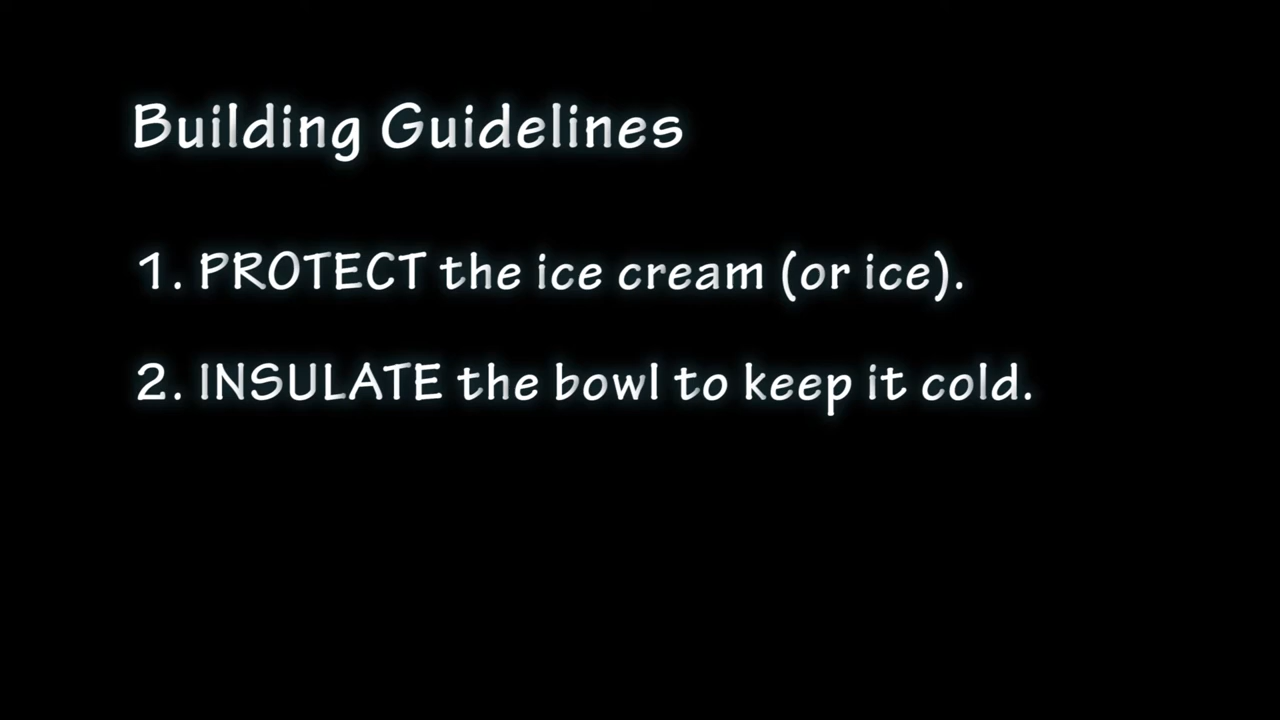 Building Guidelines
1. PROTECT the ice cream (or ice).
2. INSULATE the bowl to keep it cold.